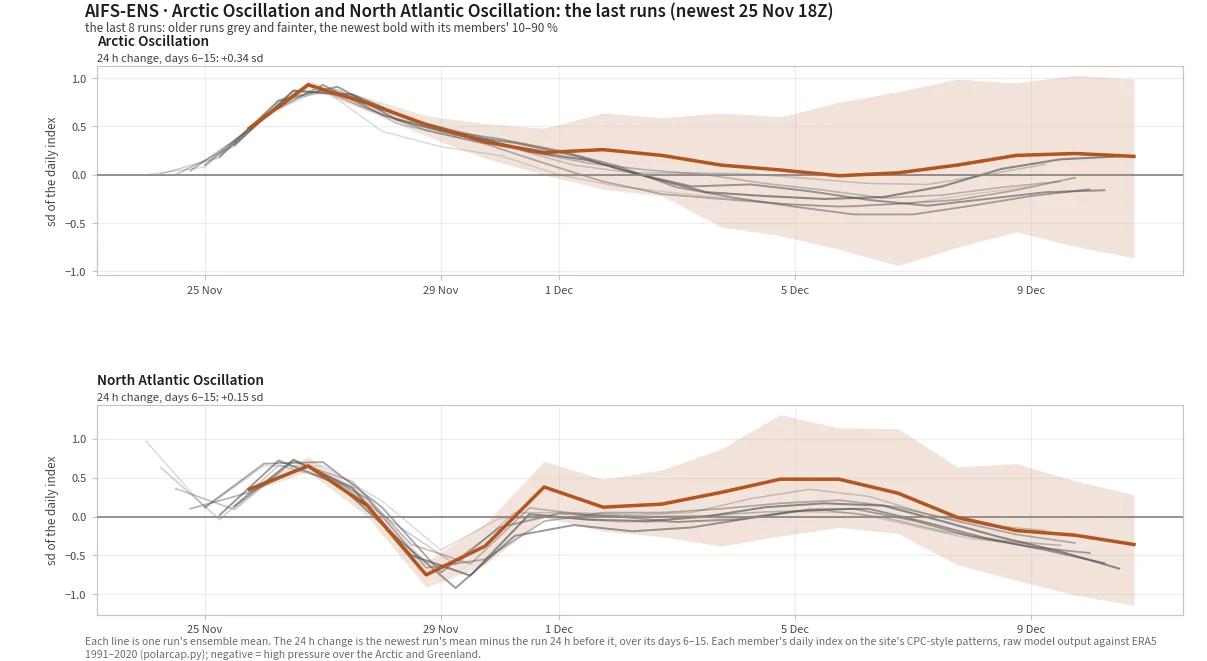 AIFS-ENS · Arctic Oscillation and North Atlantic Oscillation: the last runs (newest 25 Nov 18Z)
the last 8 runs: older runs grey and fainter, the newest bold with its members' 10–90 %
Arctic Oscillation
24 h change, days 6–15: +0.34 sd
sd of the daily index
1.0
0.5
0.0
−0.5
−1.0
25 Nov 29 Nov 1 Dec 5 Dec 9 Dec
North Atlantic Oscillation
24 h change, days 6–15: +0.15 sd
sd of the daily index
1.0
0.5
0.0
−0.5
−1.0
25 Nov 29 Nov 1 Dec 5 Dec 9 Dec
Each line is one run's ensemble mean. The 24 h change is the newest run's mean minus the run 24 h before it, over its days 6–15. Each member's daily index on the site's CPC-style patterns, raw model output against ERA5
1991–2020 (polarcap.py); negative = high pressure over the Arctic and Greenland.